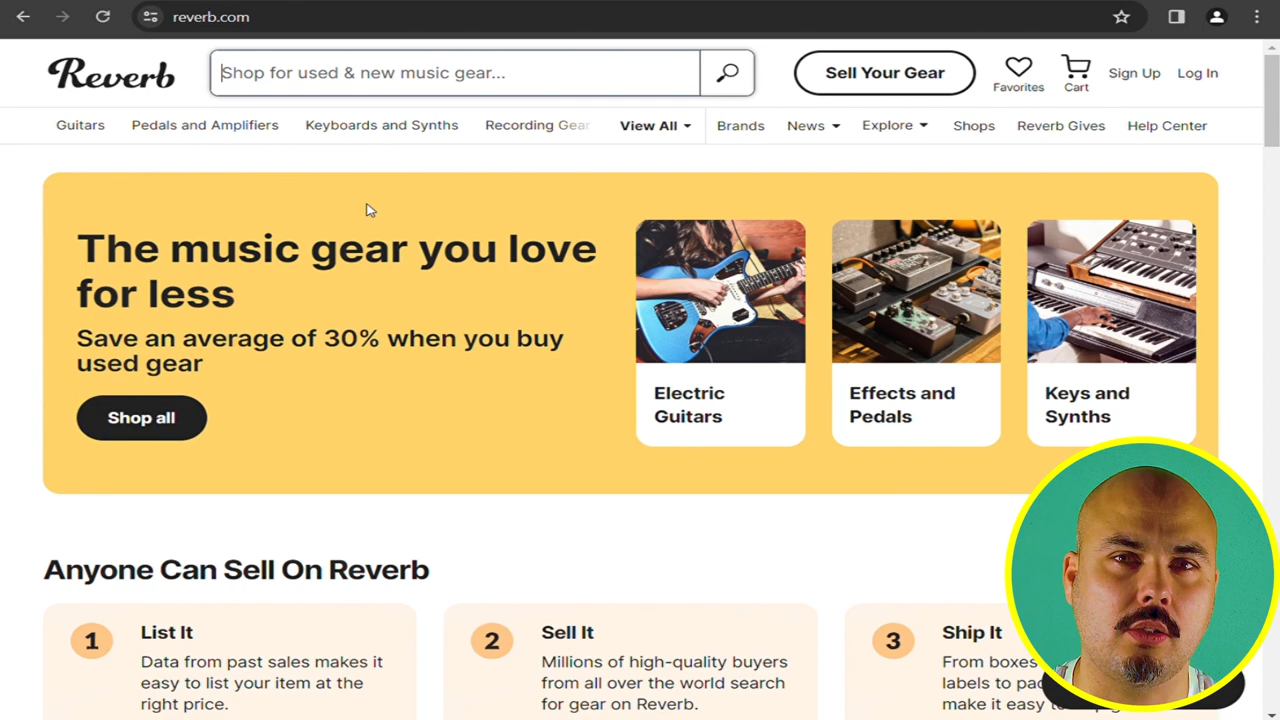 reverb.com
Reverb
Shop for used & new music gear...
Sell Your Gear
Favorites
Cart
Sign Up
Log In
Guitars
Pedals and Amplifiers
Keyboards and Synths
Recording Gear
View All
Brands
News
Explore
Shops
Reverb Gives
Help Center
The music gear you love
for less
Save an average of 30% when you buy
used gear
Shop all
Electric
Guitars
Effects and
Pedals
Keys and
Synths
Anyone Can Sell On Reverb
1
List It
Data from past sales makes it
easy to list your item at the
right price.
2
Sell It
Millions of high-quality buyers
from all over the world search
for gear on Reverb.
3
Ship It
From boxes
labels to
make it easy